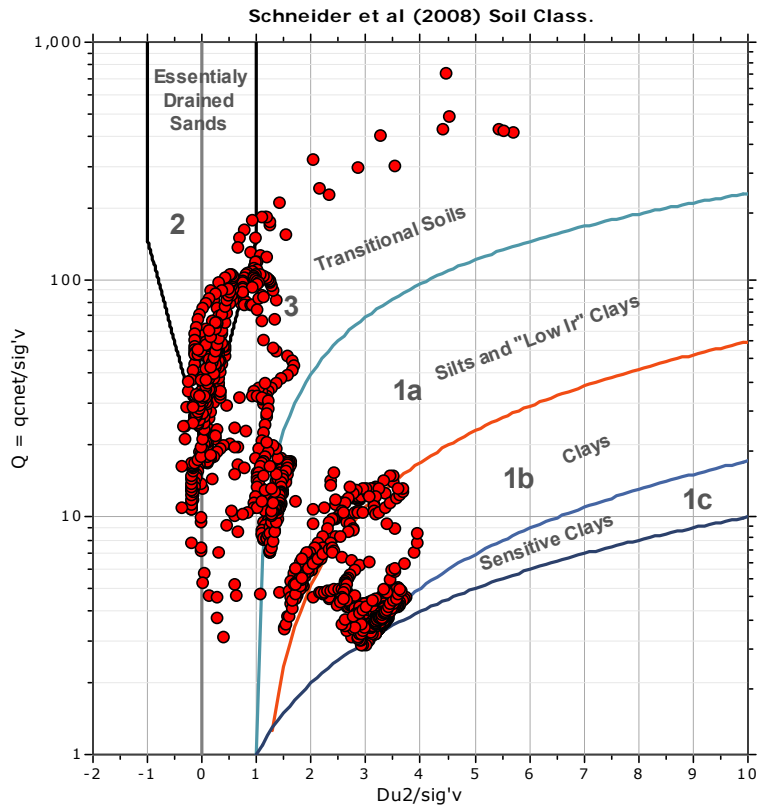 Schneider et al (2008) Soil Class.
1,000
Essentialy
Drained
Sands
2
Transitional Soils
100
3
Silts and "Low Ir" Clays
1a
Q = qcnet/sig'v
Clays
1b
1c
10
Sensitive Clays
1
-2 -1 0 1 2 3 4 5 6 7 8 9 10
Du2/sig'v